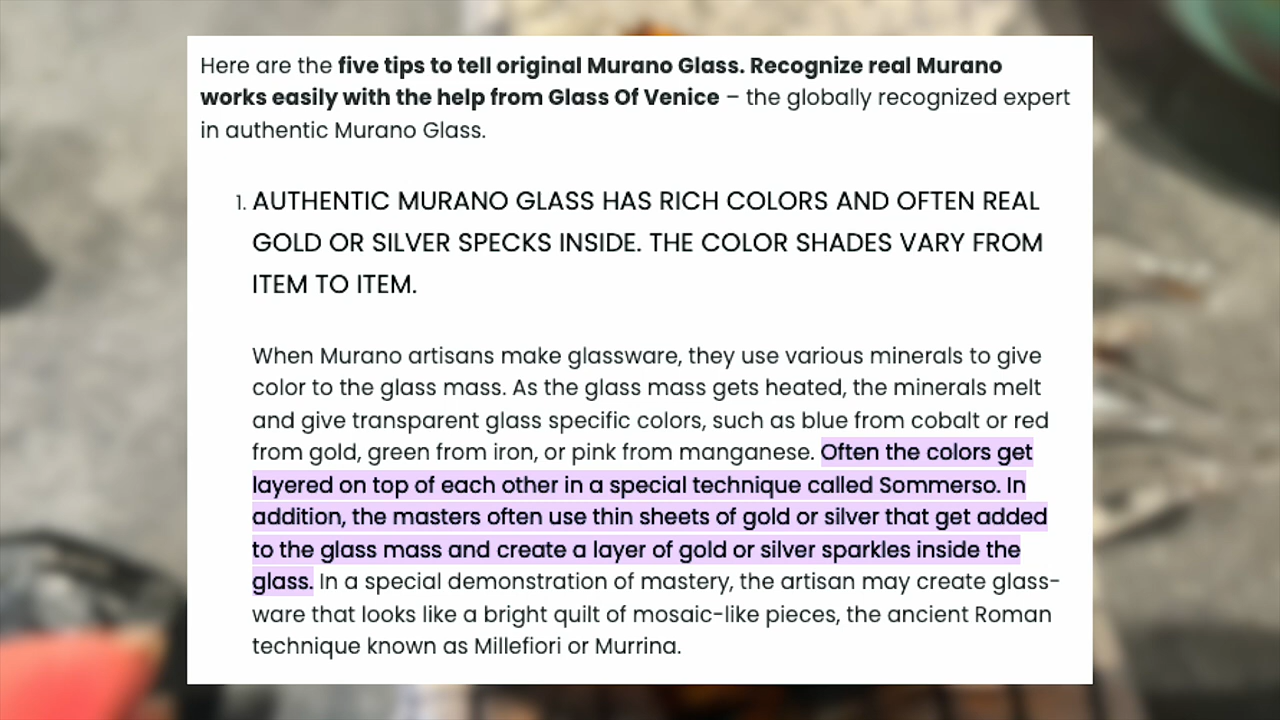 Here are the five tips to tell original Murano Glass. Recognize real Murano
works easily with the help from Glass Of Venice – the globally recognized expert
in authentic Murano Glass.
1. AUTHENTIC MURANO GLASS HAS RICH COLORS AND OFTEN REAL
GOLD OR SILVER SPECKS INSIDE. THE COLOR SHADES VARY FROM
ITEM TO ITEM.
When Murano artisans make glassware, they use various minerals to give
color to the glass mass. As the glass mass gets heated, the minerals melt
and give transparent glass specific colors, such as blue from cobalt or red
from gold, green from iron, or pink from manganese. Often the colors get
layered on top of each other in a special technique called Sommerso. In
addition, the masters often use thin sheets of gold or silver that get added
to the glass mass and create a layer of gold or silver sparkles inside the
glass. In a special demonstration of mastery, the artisan may create glass-
ware that looks like a bright quilt of mosaic-like pieces, the ancient Roman
technique known as Millefiori or Murrina.